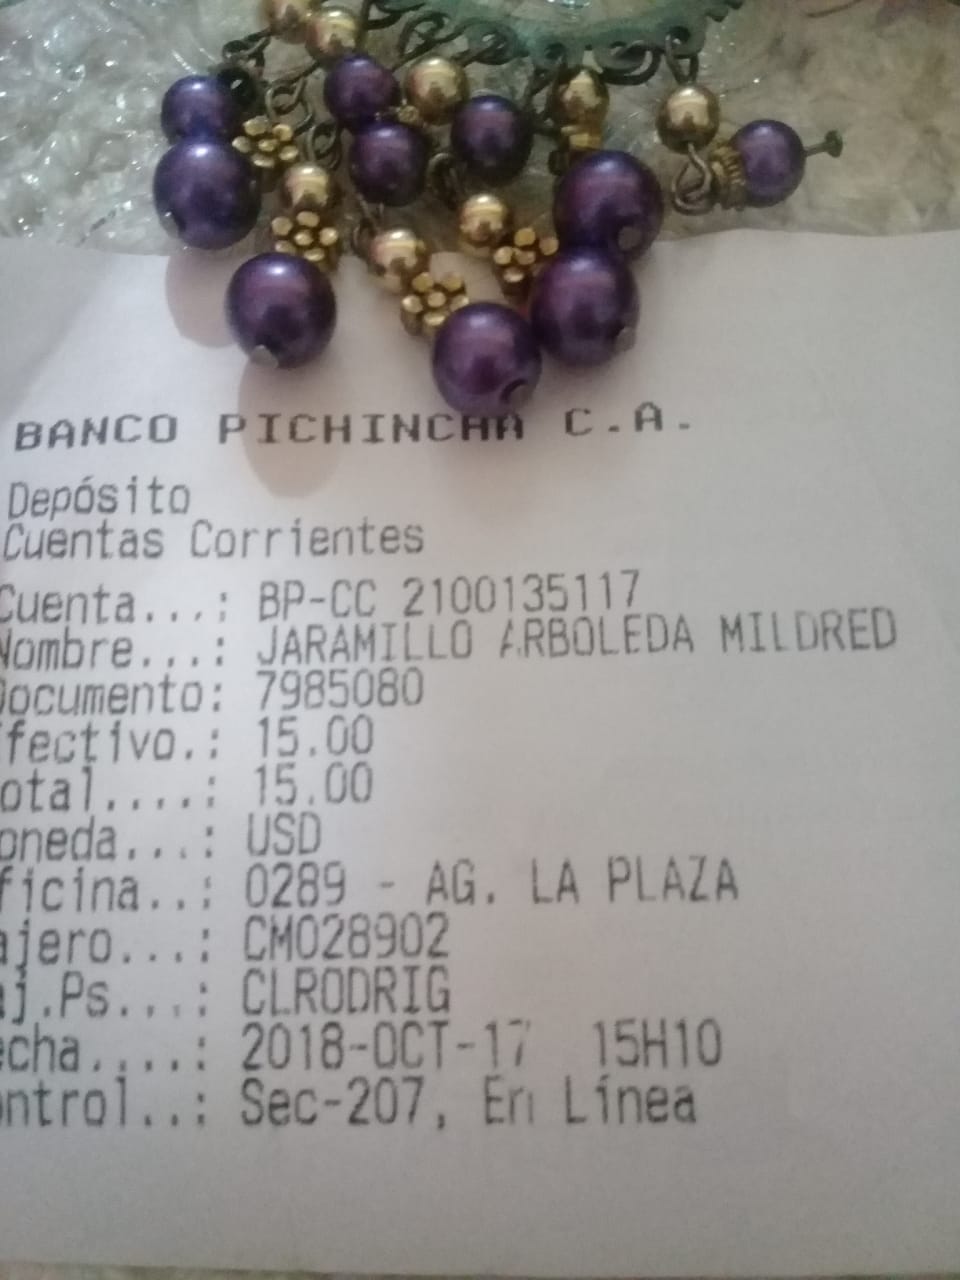 BANCO PICHINCHA C.A.
Depósito
Cuentas Corrientes
Cuenta...: BP-CC 2100135117
Nombre...: JARAMILLO ARBOLEDA MILDRED
Documento: 7985080
fectivo.: 15.00
otal....: 15.00
oneda...: USD
ficina..: 0289 - AG. LA PLAZA
ajero...: CM028902
aj.Ps...: CLRODRIG
echa....: 2018-OCT-17 15H10
ontrol..: Sec-207, En Línea